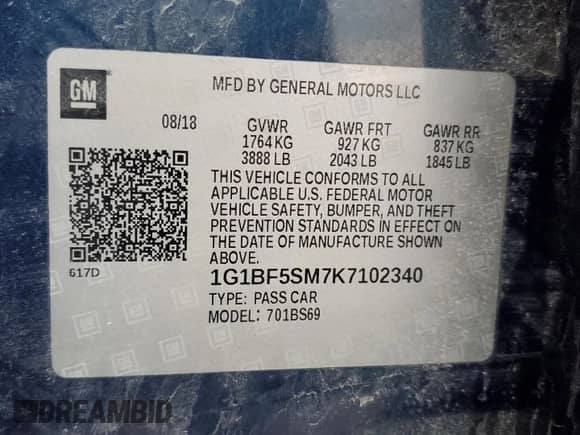 GM
MFD BY GENERAL MOTORS LLC
08/18 GVWR GAWR FRT GAWR RR
1764 KG 927 KG 837 KG
3888 LB 2043 LB 1845 LB
THIS VEHICLE CONFORMS TO ALL
APPLICABLE U.S. FEDERAL MOTOR
VEHICLE SAFETY, BUMPER, AND THEFT
PREVENTION STANDARDS IN EFFECT ON
THE DATE OF MANUFACTURE SHOWN
ABOVE.
617D
1G1BF5SM7K7102340
TYPE: PASS CAR
MODEL: 701BS69
DREAMBID